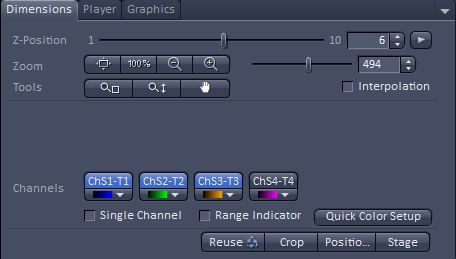 Dimensions Player Graphics
Z-Position 1 10 6
Zoom 100% 494
Tools Interpolation
Channels ChS1-T1 ChS2-T2 ChS3-T3 ChS4-T4
Single Channel Range Indicator Quick Color Setup
Reuse Crop Positio... Stage